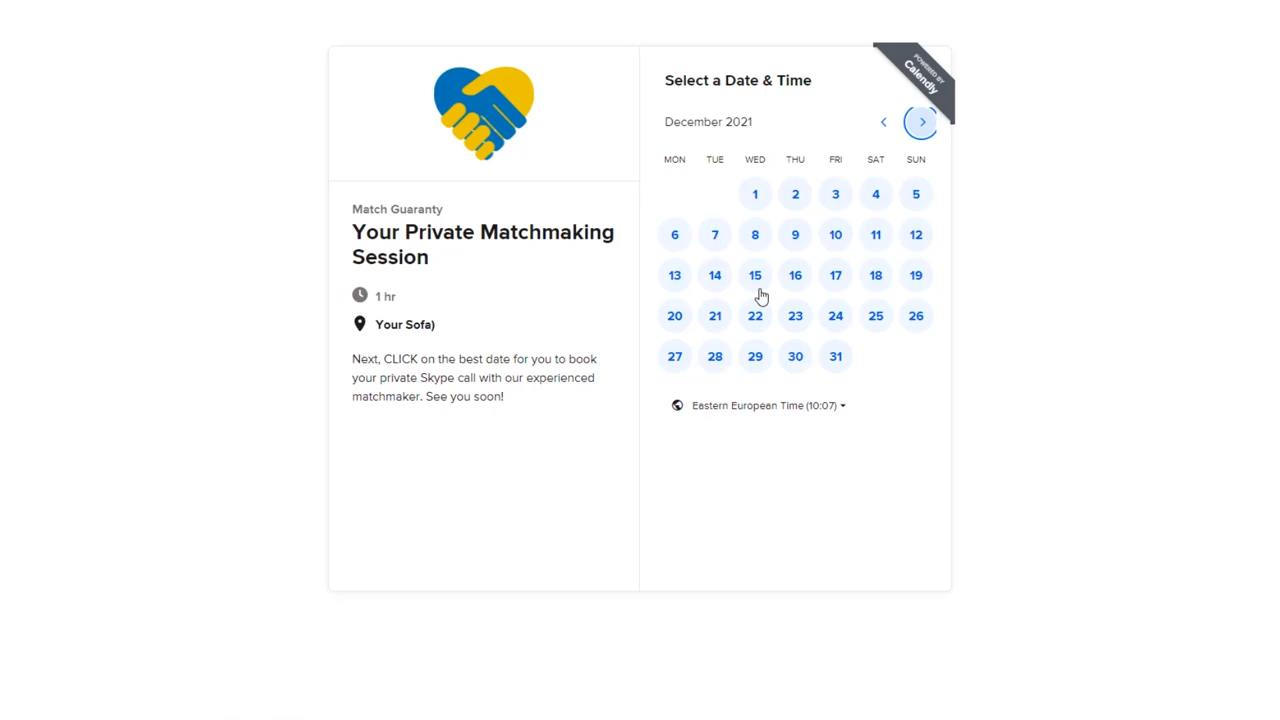 POWERED BY
Calendly
Match Guaranty
Your Private Matchmaking
Session
1 hr
Your Sofa)
Next, CLICK on the best date for you to book
your private Skype call with our experienced
matchmaker. See you soon!
Select a Date & Time
December 2021
MON TUE WED THU FRI SAT SUN
1 2 3 4 5
6 7 8 9 10 11 12
13 14 15 16 17 18 19
20 21 22 23 24 25 26
27 28 29 30 31
Eastern European Time (10:07)